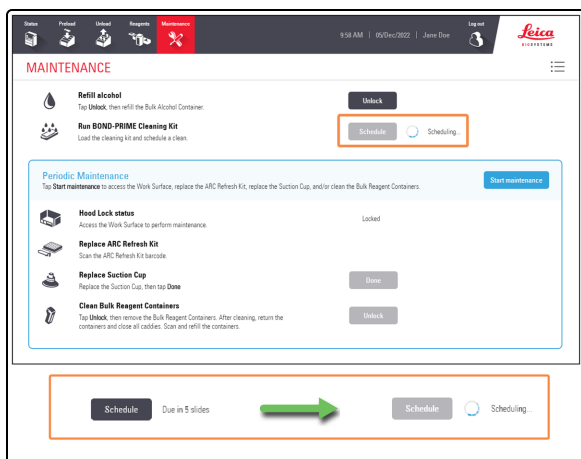 Status Preload Unload Reagents Maintenance
9:58 AM | 05/Dec/2022 | Jane Doe
Log out
Leica
BIOSYSTEMS
MAINTENANCE
Refill alcohol
Tap Unlock, then refill the Bulk Alcohol Container.
Unlock
Run BOND-PRIME Cleaning Kit
Load the cleaning kit and schedule a clean.
Schedule Scheduling...
Periodic Maintenance
Tap Start maintenance to access the Work Surface, replace the ARC Refresh Kit, replace the Suction Cup, and/or clean the Bulk Reagent Containers.
Start maintenance
Hood Lock status
Access the Work Surface to perform maintenance.
Locked
Replace ARC Refresh Kit
Scan the ARC Refresh Kit barcode.
Replace Suction Cup
Replace the Suction Cup, then tap Done
Done
Clean Bulk Reagent Containers
Tap Unlock, then remove the Bulk Reagent Containers. After cleaning, return the
containers and close all caddies. Scan and refill the containers.
Unlock
Schedule Due in 5 slides Schedule Scheduling...